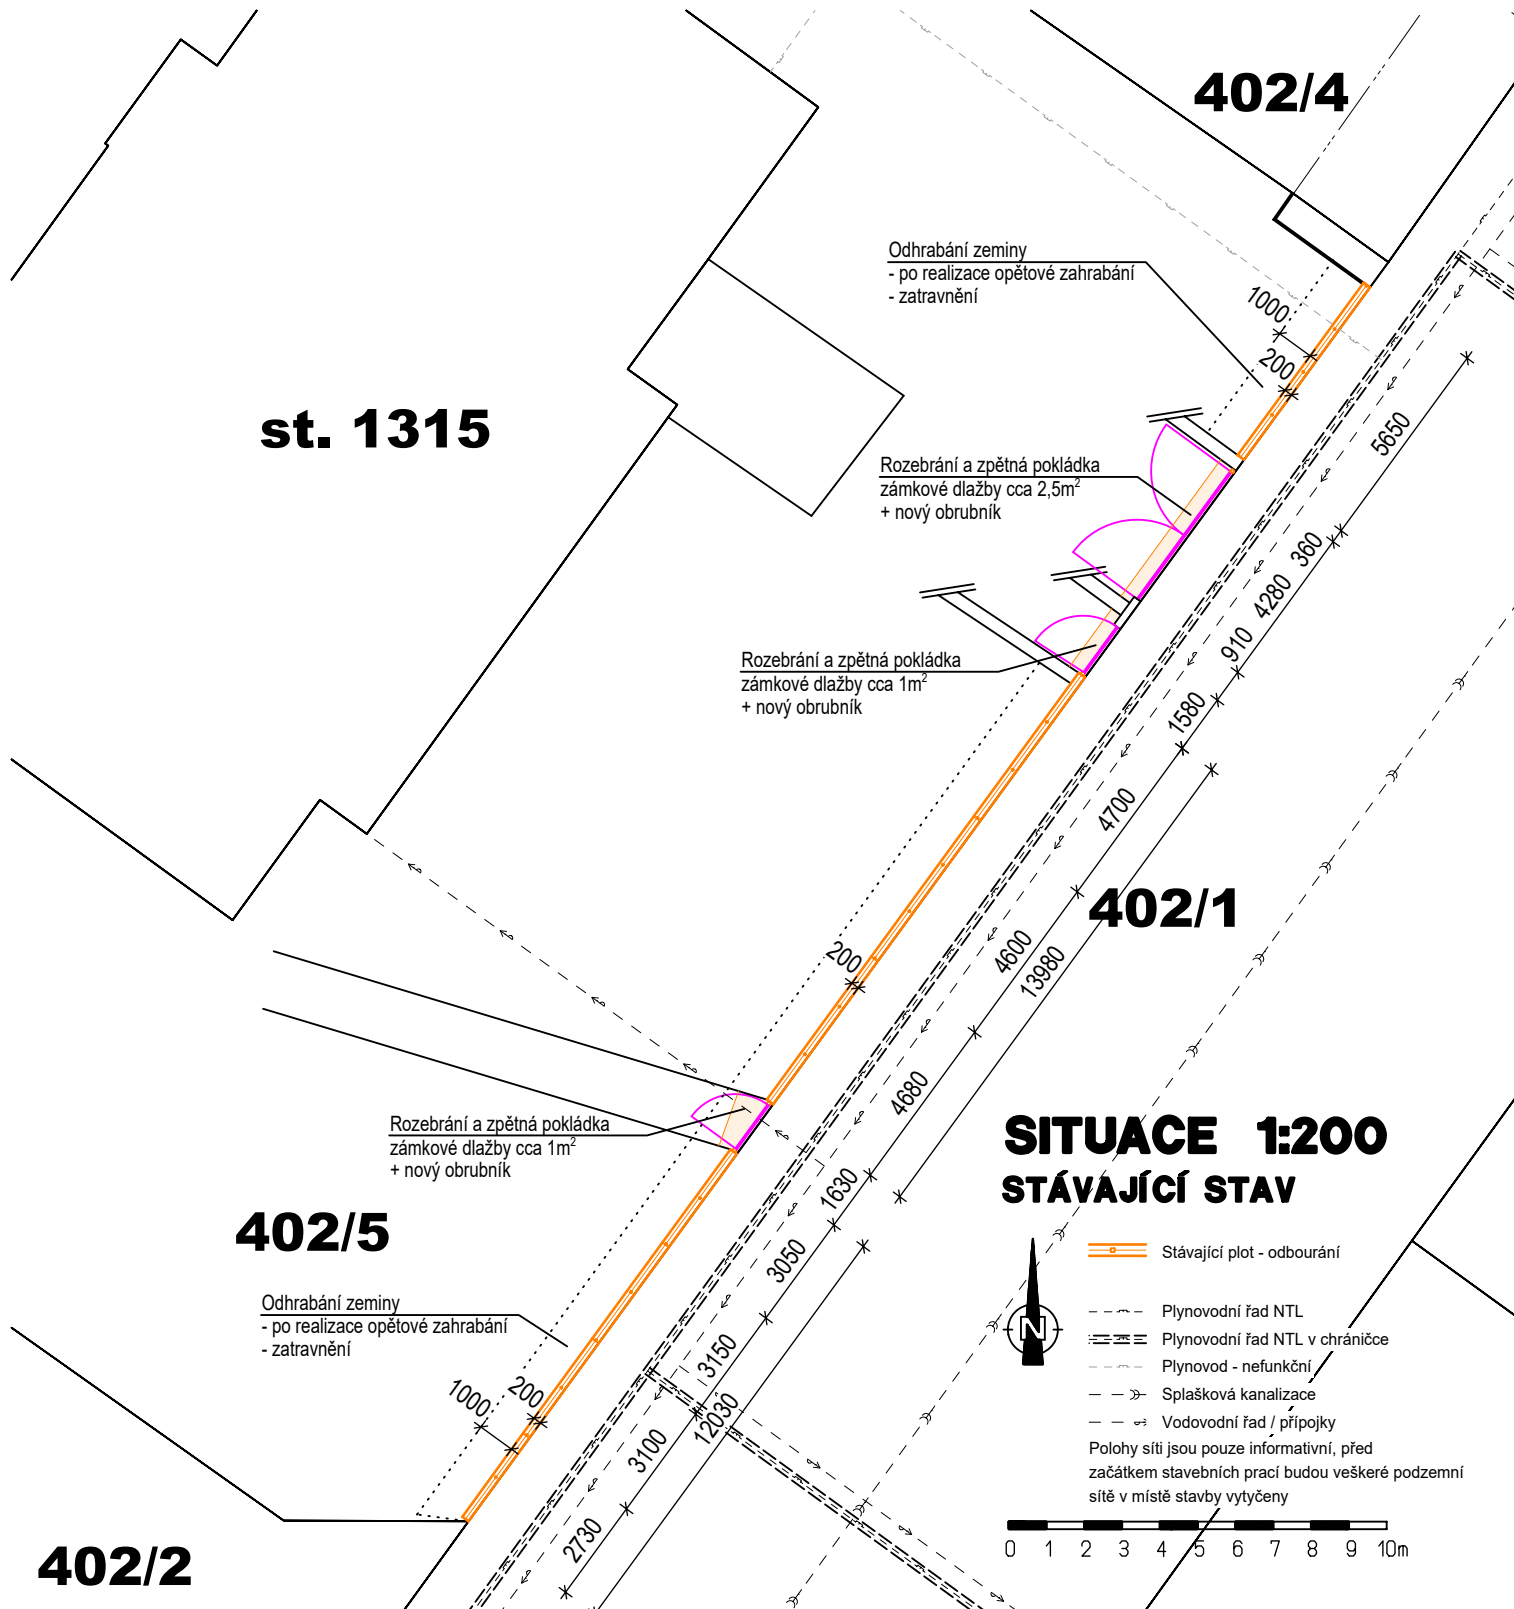 402/4
Odhrabání zeminy
- po realizace opětové zahrabání
- zatravnění
1000
200
st. 1315
5650
Rozebrání a zpětná pokládka
zámkové dlažby cca 2,5m²
+ nový obrubník
360
4280
910
Rozebrání a zpětná pokládka
zámkové dlažby cca 1m²
+ nový obrubník
1580
4700
402/1
4600
13980
200
4680
Rozebrání a zpětná pokládka
zámkové dlažby cca 1m²
+ nový obrubník
1630
402/5
3050
Odhrabání zeminy
- po realizace opětové zahrabání
- zatravnění
3150
1000
200
12030
3100
2730
402/2
SITUACE 1:200
STÁVAJÍCÍ STAV
N
Stávající plot - odbourání
Plynovodní řad NTL
Plynovodní řad NTL v chráničce
Plynovod - nefunkční
Splašková kanalizace
Vodovodní řad / přípojky
Polohy síti jsou pouze informativní, před
začátkem stavebních prací budou veškeré podzemní
sítě v místě stavby vytyčeny
0 1 2 3 4 5 6 7 8 9 10m